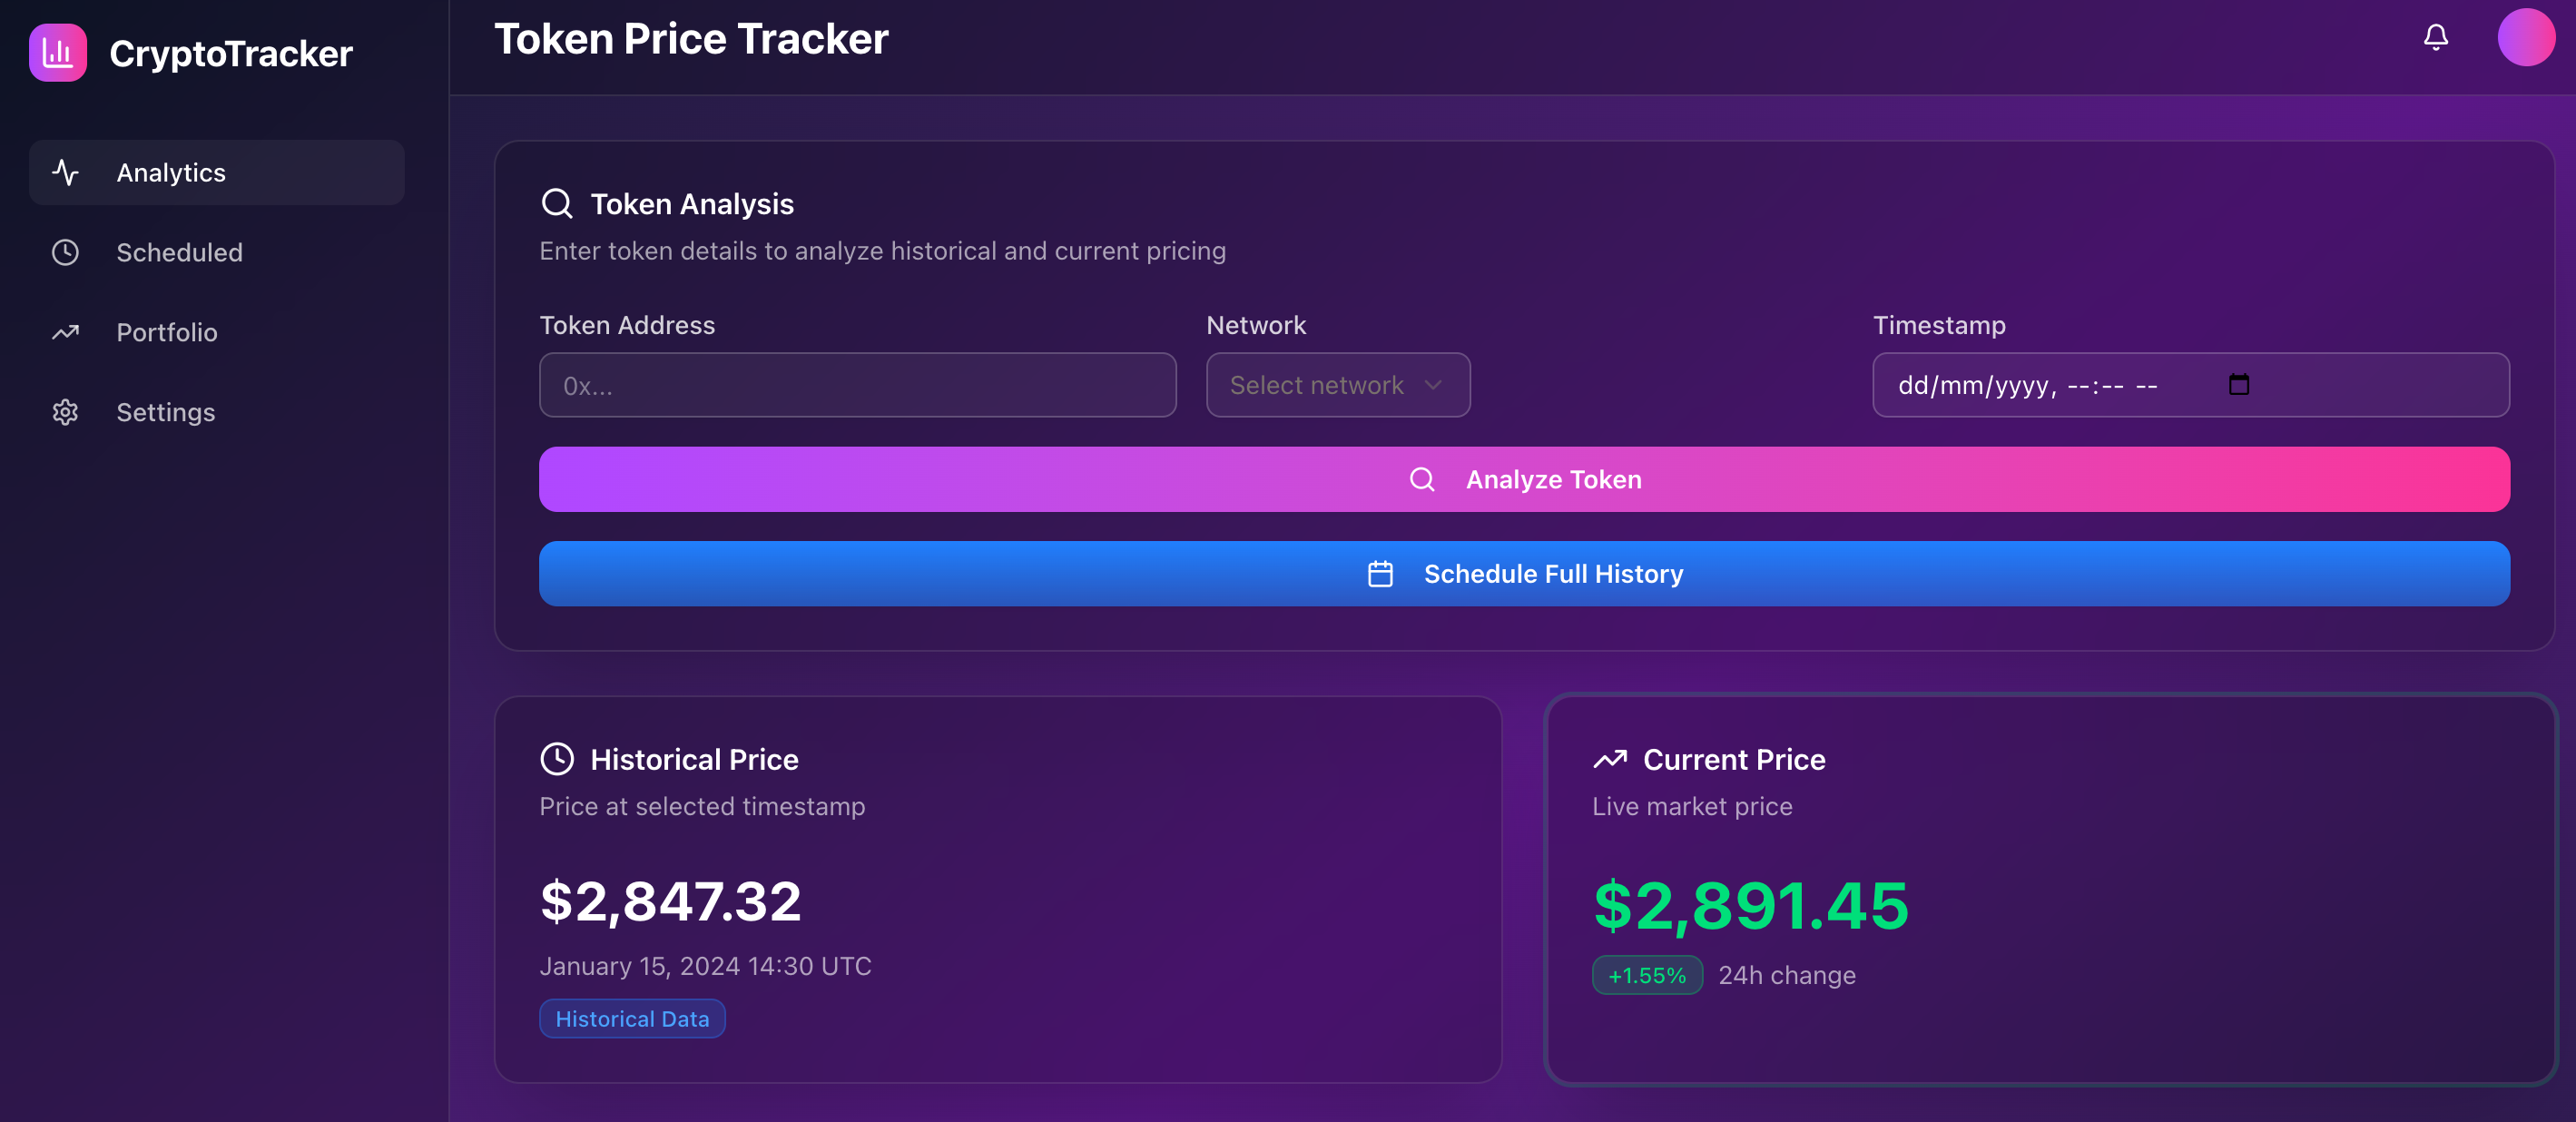 CryptoTracker
Analytics
Scheduled
Portfolio
Settings
Token Price Tracker
Token Analysis
Enter token details to analyze historical and current pricing
Token Address
0x...
Network
Select network
Timestamp
dd/mm/yyyy, --:-- --
Analyze Token
Schedule Full History
Historical Price
Price at selected timestamp
$2,847.32
January 15, 2024 14:30 UTC
Historical Data
Current Price
Live market price
$2,891.45
+1.55% 24h change